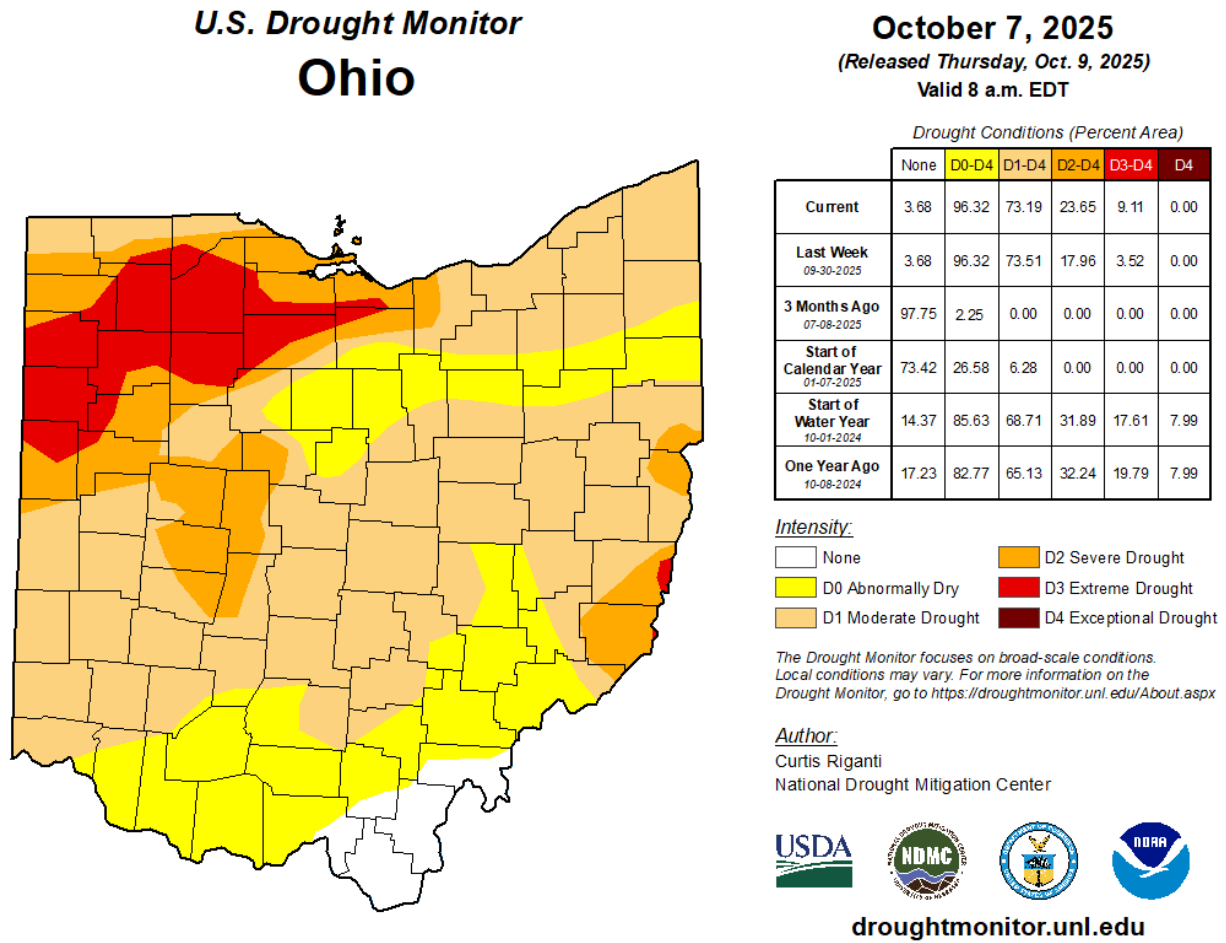 U.S. Drought Monitor
Ohio
October 7, 2025
(Released Thursday, Oct. 9, 2025)
Valid 8 a.m. EDT
Drought Conditions (Percent Area)
None D0-D4 D1-D4 D2-D4 D3-D4 D4
Current 3.68 96.32 73.19 23.65 9.11 0.00
Last Week
09-30-2025 3.68 96.32 73.51 17.96 3.52 0.00
3 Months Ago
07-08-2025 97.75 2.25 0.00 0.00 0.00 0.00
Start of
Calendar Year
01-07-2025 73.42 26.58 6.28 0.00 0.00 0.00
Start of
Water Year
10-01-2024 14.37 85.63 68.71 31.89 17.61 7.99
One Year Ago
10-08-2024 17.23 82.77 65.13 32.24 19.79 7.99
Intensity:
None
D0 Abnormally Dry
D1 Moderate Drought
D2 Severe Drought
D3 Extreme Drought
D4 Exceptional Drought
The Drought Monitor focuses on broad-scale conditions.
Local conditions may vary. For more information on the
Drought Monitor, go to https://droughtmonitor.unl.edu/About.aspx
Author:
Curtis Riganti
National Drought Mitigation Center
USDA
NDMC
NOAA
droughtmonitor.unl.edu